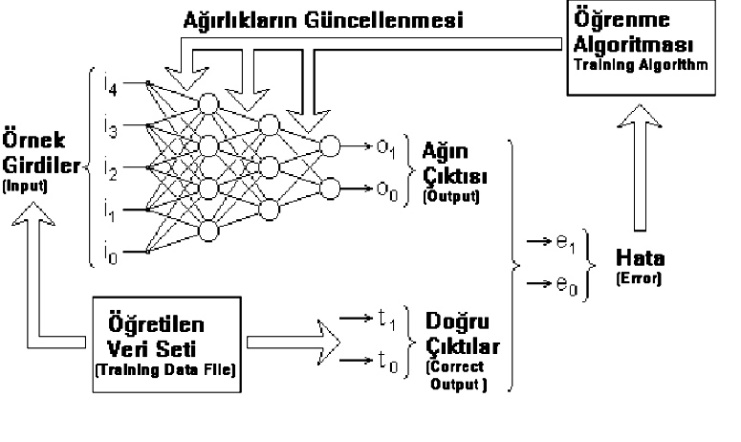 Ağırlıkların Güncellenmesi
Öğrenme
Algoritması
Training Algorithm
i4
i3
i2
i1
i0
Örnek
Girdiler
(Input)
o1
o0
Ağın
Çıktısı
(Output)
e1
e0
Hata
(Error)
Öğretilen
Veri Seti
(Training Data File)
t1
t0
Doğru
Çıktılar
(Correct
Output )